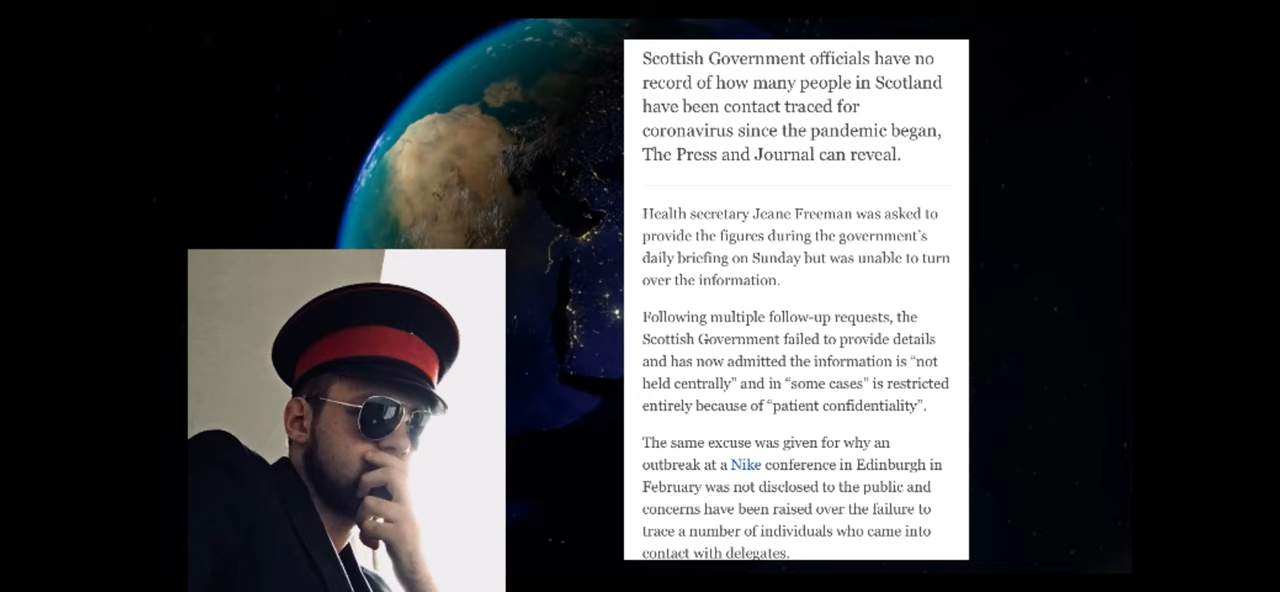 Scottish Government officials have no
record of how many people in Scotland
have been contact traced for
coronavirus since the pandemic began,
The Press and Journal can reveal.
Health secretary Jeane Freeman was asked to
provide the figures during the government's
daily briefing on Sunday but was unable to turn
over the information.
Following multiple follow-up requests, the
Scottish Government failed to provide details
and has now admitted the information is “not
held centrally” and in “some cases” is restricted
entirely because of “patient confidentiality”.
The same excuse was given for why an
outbreak at a Nike conference in Edinburgh in
February was not disclosed to the public and
concerns have been raised over the failure to
trace a number of individuals who came into
contact with delegates.